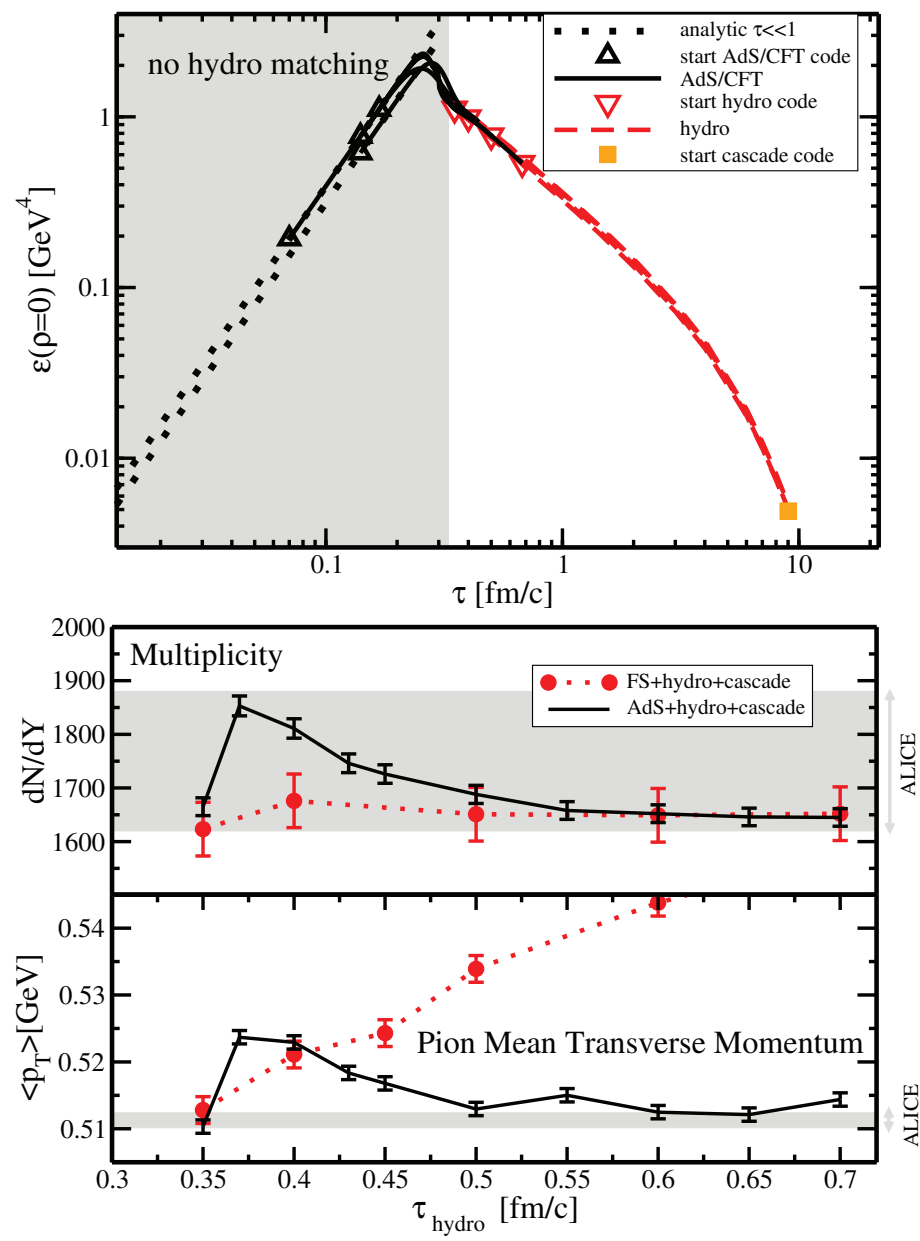 analytic τ<<1
start AdS/CFT code
AdS/CFT
start hydro code
hydro
start cascade code
no hydro matching
1
0.1
0.01
ε(ρ=0) [GeV⁴]
0.1
1
10
τ [fm/c]
2000
1900
1800
1700
1600
dN/dY
Multiplicity
FS+hydro+cascade
AdS+hydro+cascade
ALICE
0.54
0.53
0.52
0.51
<p_T>[GeV]
Pion Mean Transverse Momentum
ALICE
0.3
0.35
0.4
0.45
0.5
0.55
0.6
0.65
0.7
τ_hydro [fm/c]